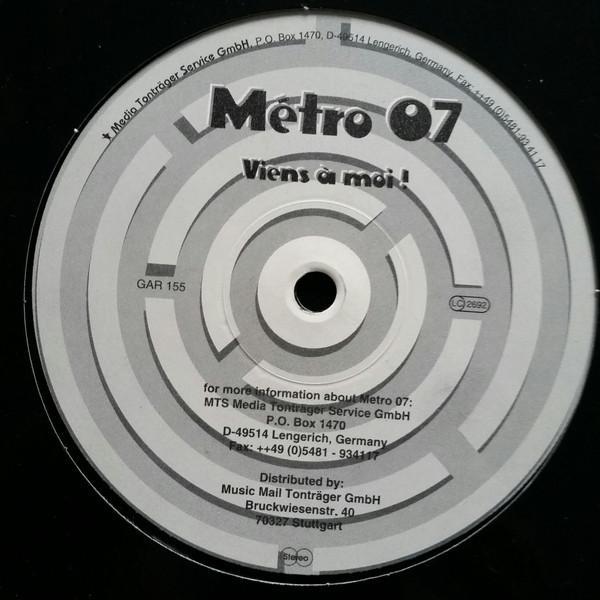 ★ Media Tonträger Service GmbH, P.O. Box 1470, D-49514 Lengerich, Germany, Fax: ++49 (0)5481-93 41 17
Métro 07
Viens à moi !
GAR 155
LC 2692
for more information about Metro 07:
MTS Media Tonträger Service GmbH
P.O. Box 1470
D-49514 Lengerich, Germany
Fax: ++49 (0)5481 - 934117
Distributed by:
Music Mail Tonträger GmbH
Bruckwiesenstr. 40
70327 Stuttgart
Stereo